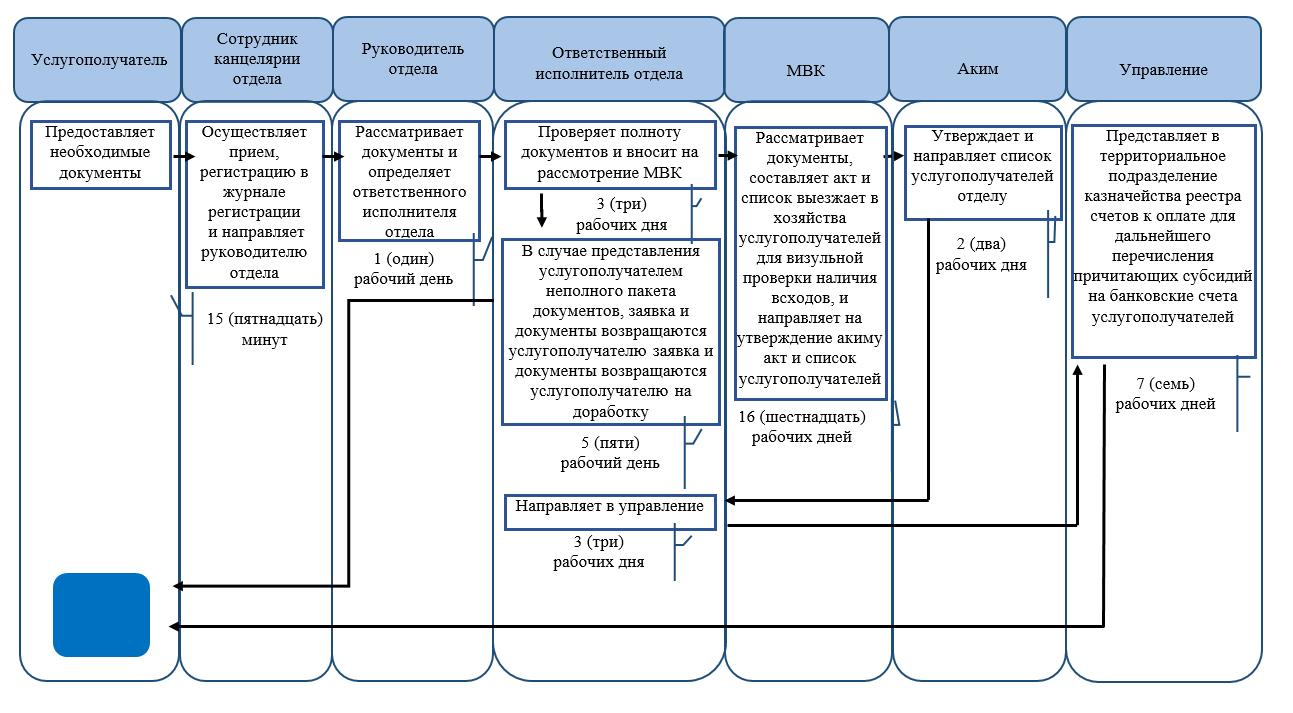 Услугополучатель
Сотрудник
канцелярии
отдела
Руководитель
отдела
Ответственный
исполнитель отдела
МВК
Аким
Управление
Предоставляет
необходимые
документы
Осуществляет
прием,
регистрацию в
журнале
регистрации
и направляет
руководителю
отдела
15 (пятнадцать)
минут
Рассматривает
документы и
определяет
ответственного
исполнителя
отдела
1 (один)
рабочий день
Проверяет полноту
документов и вносит на
рассмотрение МВК
3 (три)
рабочих дня
В случае представления
услугополучателем
неполного пакета
документов, заявка и
документы возвращаются
услугополучателю заявка и
документы возвращаются
услугополучателю на
доработку
5 (пяти)
рабочий день
Направляет в управление
3 (три)
рабочих дня
Рассматривает
документы,
составляет акт и
список выезжает в
хозяйства
услугополучателей
для визульной
проверки наличия
всходов, и
направляет на
утверждение акиму
акт и список
услугополучателей
16 (шестнадцать)
рабочих дней
Утверждает и
направляет список
услугополучателей
отделу
2 (два)
рабочих дня
Представляет в
территориальное
подразделение
казначейства реестра
счетов к оплате для
дальнейшего
перечисления
причитающих субсидий
на банковские счета
услугополучателей
7 (семь)
рабочих дней